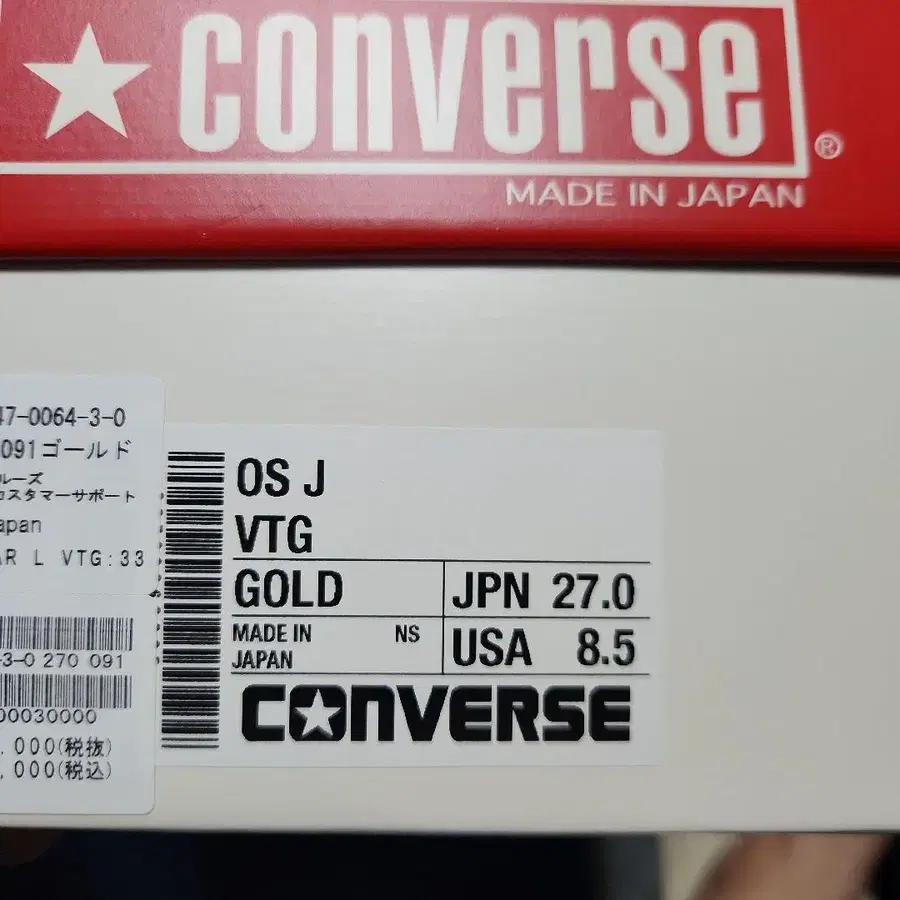 converse®
MADE IN JAPAN
47-0064-3-0
091ゴールド
ルーズ
カスタマーサポート
apan
AR L VTG:33
-3-0 270 091
00030000
,000(税抜)
,000(税込)
OS J
VTG
GOLD
JPN 27.0
MADE IN
JAPAN
NS
USA 8.5
CONVERSE